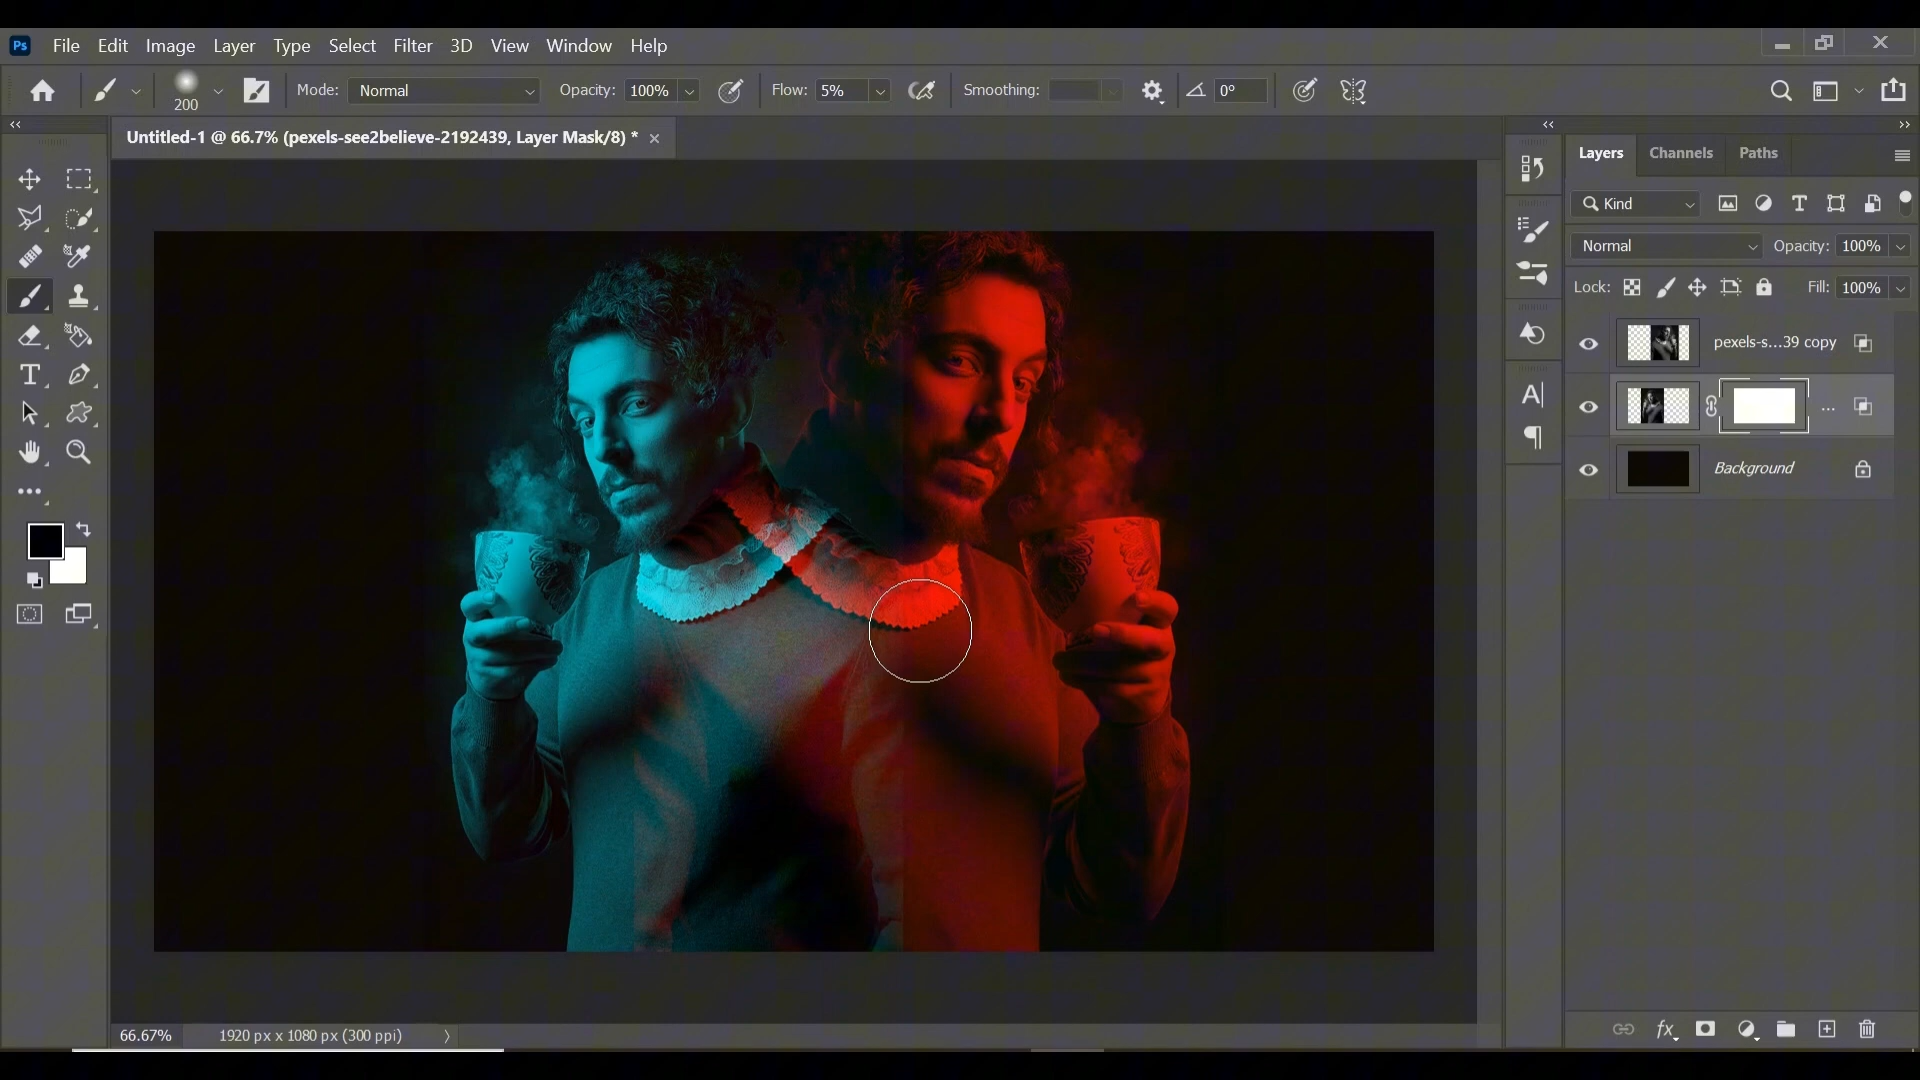 Ps File Edit Image Layer Type Select Filter 3D View Window Help
200 Mode: Normal Opacity: 100% Flow: 5% Smoothing: 0°
Untitled-1 @ 66.7% (pexels-see2believe-2192439, Layer Mask/8) *
Layers Channels Paths
Kind
Normal Opacity: 100%
Lock: Fill: 100%
pexels-s...39 copy
...
Background
66.67% 1920 px x 1080 px (300 ppi)
fx